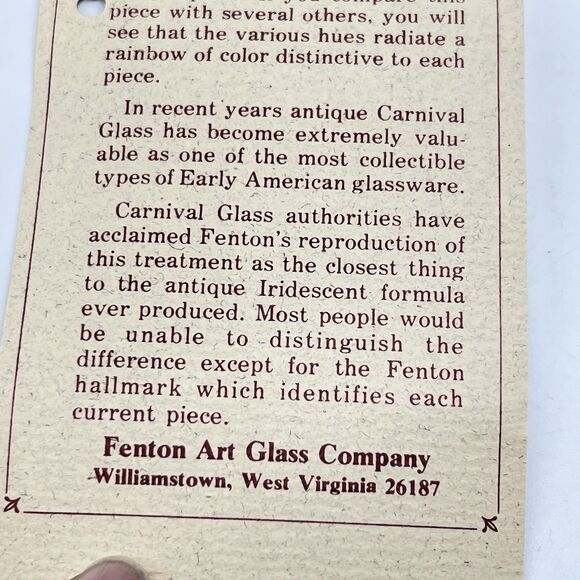 piece with several others, you will
see that the various hues radiate a
rainbow of color distinctive to each
piece.
In recent years antique Carnival
Glass has become extremely valu-
able as one of the most collectible
types of Early American glassware.
Carnival Glass authorities have
acclaimed Fenton's reproduction of
this treatment as the closest thing
to the antique Iridescent formula
ever produced. Most people would
be unable to distinguish the
difference except for the Fenton
hallmark which identifies each
current piece.
Fenton Art Glass Company
Williamstown, West Virginia 26187